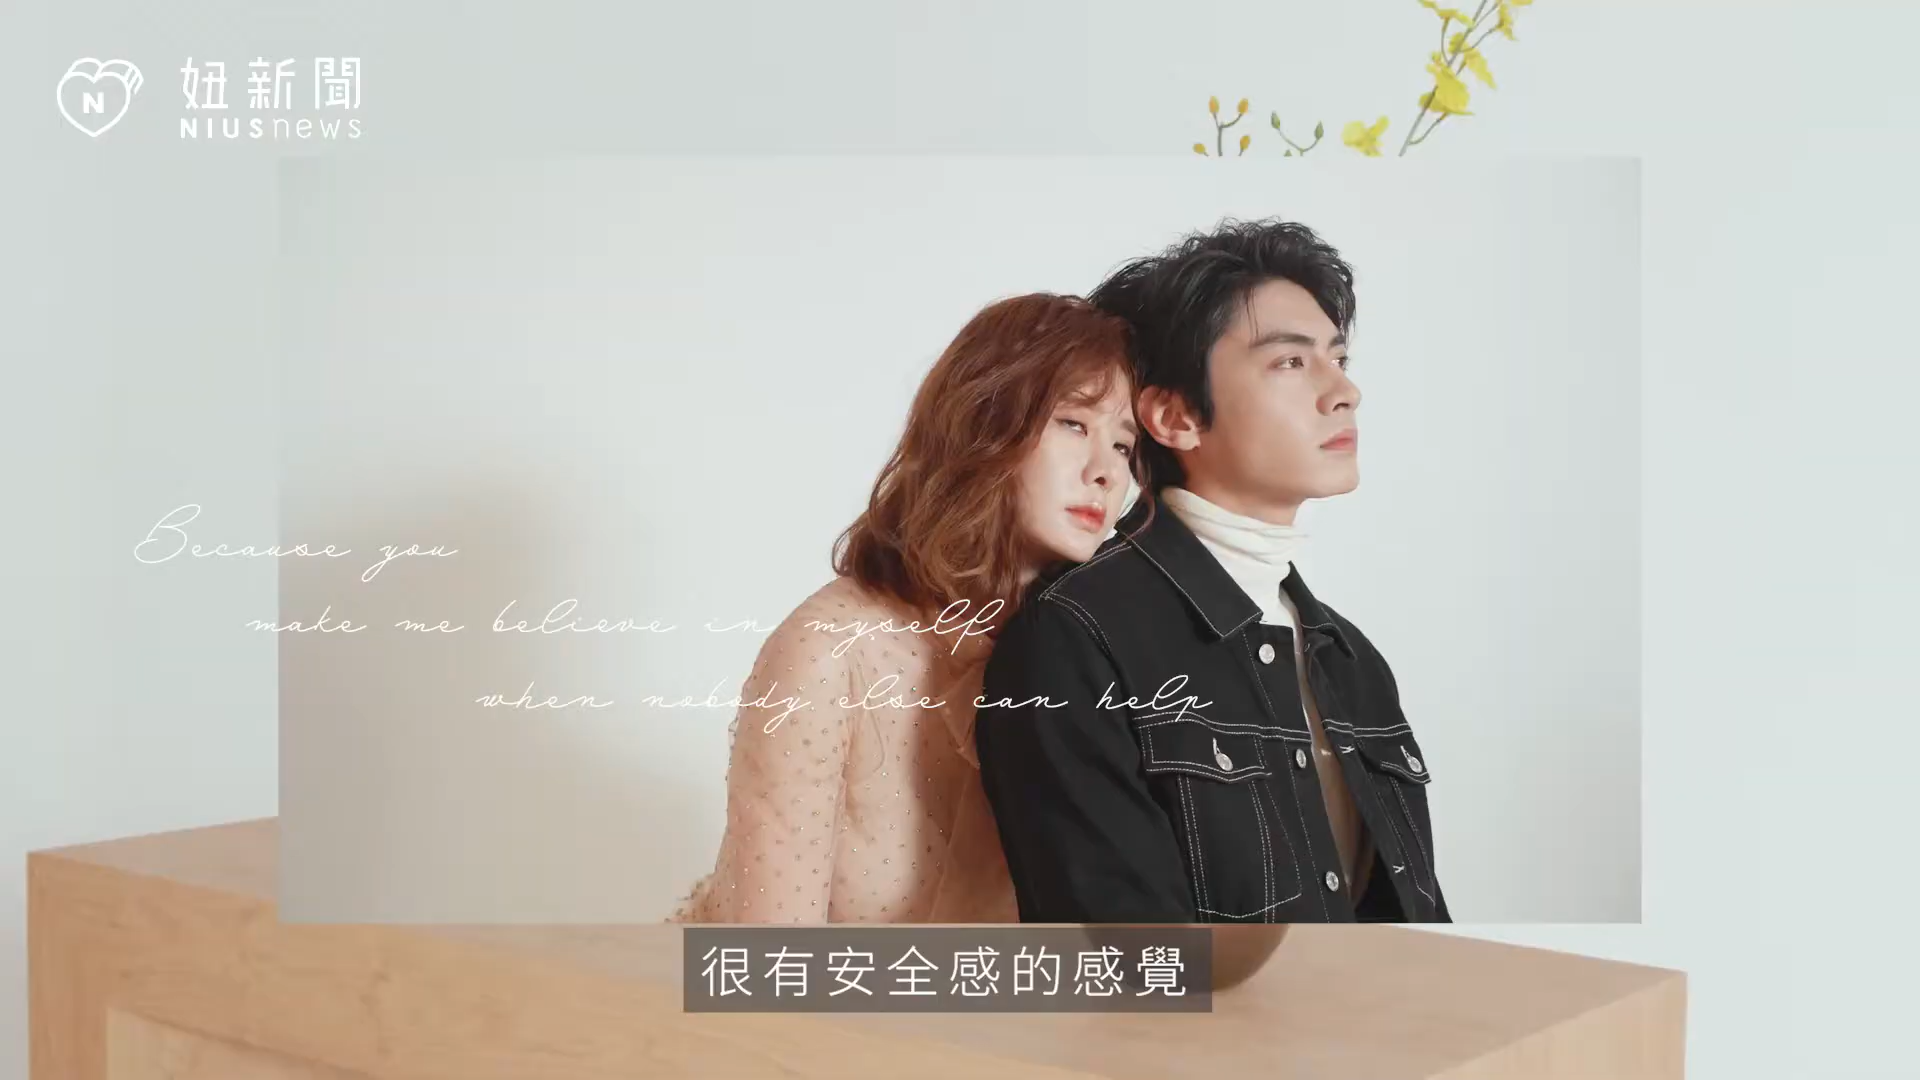 N
妞新聞
NIUSnews
Because you
make me believe in myself
when nobody else can help
很有安全感的感覺